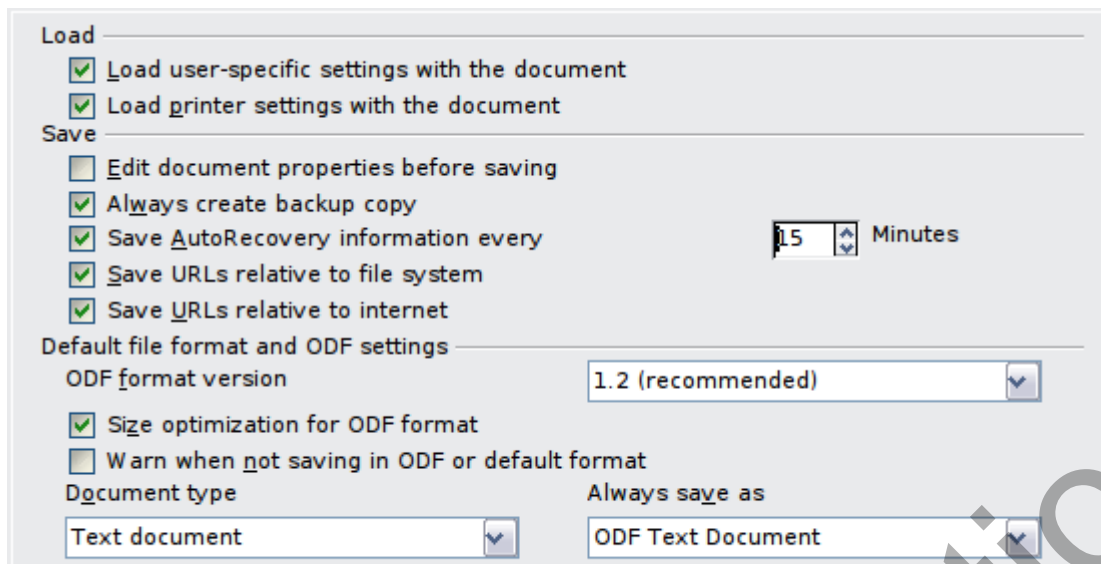 Load
Load user-specific settings with the document
Load printer settings with the document
Save
Edit document properties before saving
Always create backup copy
Save AutoRecovery information every 15 Minutes
Save URLs relative to file system
Save URLs relative to internet
Default file format and ODF settings
ODF format version 1.2 (recommended)
Size optimization for ODF format
Warn when not saving in ODF or default format
Document type Always save as
Text document ODF Text Document